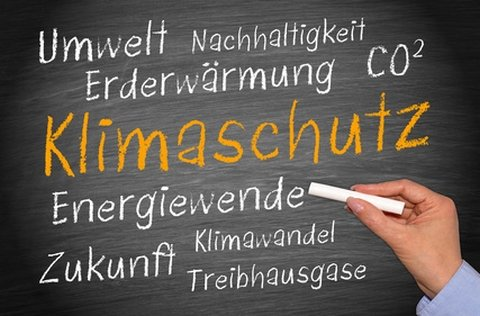 Umwelt Nachhaltigkeit
Erderwärmung CO²
Klimaschutz
Energiewende
Klimawandel
Zukunft
Treibhausgase